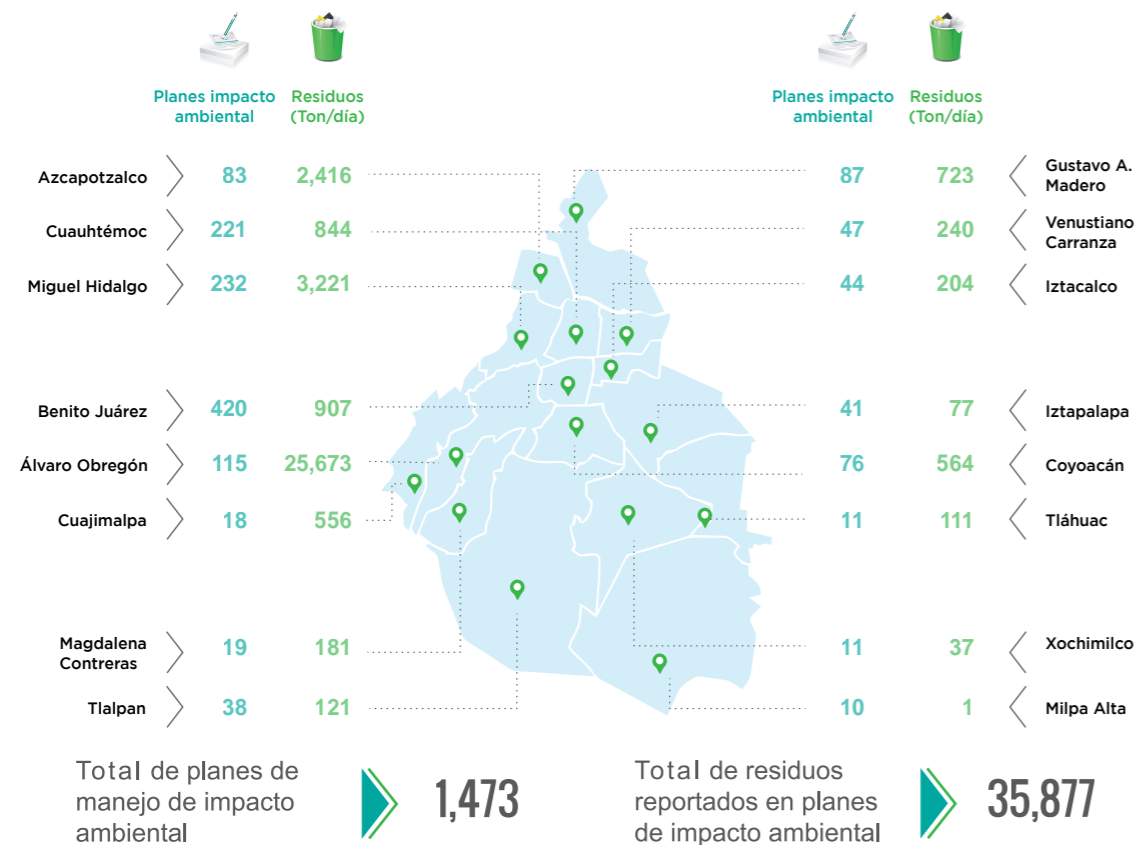 Planes impacto
ambiental
Residuos
(Ton/día)
Azcapotzalco 83 2,416
Cuauhtémoc 221 844
Miguel Hidalgo 232 3,221
Benito Juárez 420 907
Álvaro Obregón 115 25,673
Cuajimalpa 18 556
Magdalena
Contreras 19 181
Tlalpan 38 121
Planes impacto
ambiental
Residuos
(Ton/día)
87 723 Gustavo A.
Madero
47 240 Venustiano
Carranza
44 204 Iztacalco
41 77 Iztapalapa
76 564 Coyoacán
11 111 Tláhuac
11 37 Xochimilco
10 1 Milpa Alta
Total de planes de
manejo de impacto
ambiental
1,473
Total de residuos
reportados en planes
de impacto ambiental
35,877